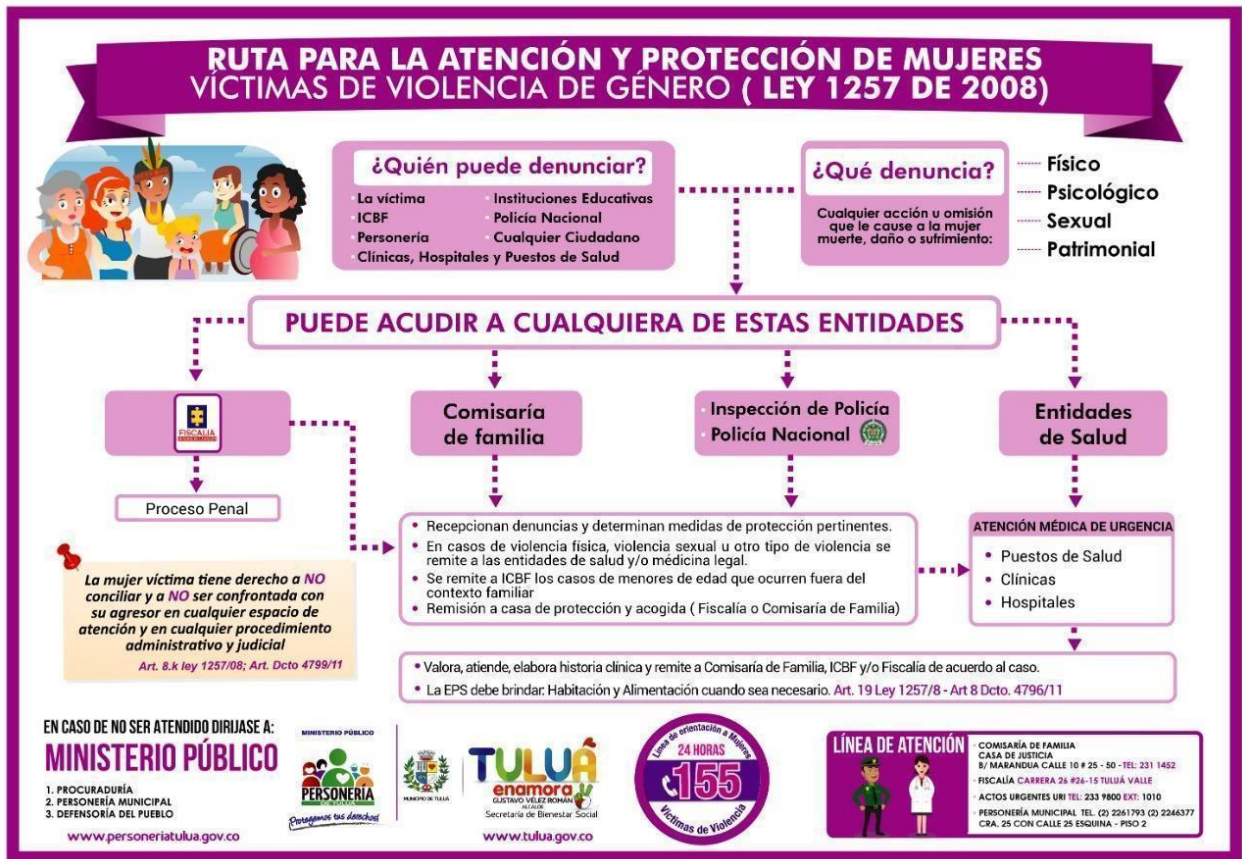 RUTA PARA LA ATENCIÓN Y PROTECCIÓN DE MUJERES
VÍCTIMAS DE VIOLENCIA DE GÉNERO ( LEY 1257 DE 2008)
¿Quién puede denunciar?
La víctima
ICBF
Personería
Clínicas, Hospitales y Puestos de Salud
Instituciones Educativas
Policía Nacional
Cualquier Ciudadano
¿Qué denuncia?
Cualquier acción u omisión
que le cause a la mujer
muerte, daño o sufrimiento:
Físico
Psicológico
Sexual
Patrimonial
PUEDE ACUDIR A CUALQUIERA DE ESTAS ENTIDADES
FISCALIA
Comisaría
de familia
· Inspección de Policía
· Policía Nacional
Entidades
de Salud
Proceso Penal
• Recepcionan denuncias y determinan medidas de protección pertinentes.
• En casos de violencia física, violencia sexual u otro tipo de violencia se
remite a las entidades de salud y/o médicina legal.
• Se remite a ICBF los casos de menores de edad que ocurren fuera del
contexto familiar
• Remisión a casa de protección y acogida ( Fiscalía o Comisaría de Familia)
ATENCIÓN MÉDICA DE URGENCIA
• Puestos de Salud
• Clínicas
• Hospitales
La mujer víctima tiene derecho a NO
conciliar y a NO ser confrontada con
su agresor en cualquier espacio de
atención y en cualquier procedimiento
administrativo y judicial
Art. 8.k ley 1257/08; Art. Dcto 4799/11
• Valora, atiende, elabora historia clínica y remite a Comisaría de Familia, ICBF y/o Fiscalía de acuerdo al caso.
• La EPS debe brindar: Habitación y Alimentación cuando sea necesario. Art. 19 Ley 1257/8 - Art 8 Dcto. 4796/11
EN CASO DE NO SER ATENDIDO DIRIJASE A:
MINISTERIO PÚBLICO
1. PROCURADURÍA
2. PERSONERÍA MUNICIPAL
3. DEFENSORÍA DEL PUEBLO
www.personeriatulua.gov.co
MINISTERIO PÚBLICO
PERSONERÍA
DE TULUÁ
Protegemos tus derechos!
MUNICIPIO DE TULUÁ
TULUÁ
enamora
GUSTAVO VÉLEZ ROMÁN
ALCALDE
Secretaría de Bienestar Social
www.tulua.gov.co
Línea de orientación a Mujeres
24 HORAS
155
Víctimas de Violencia
LÍNEA DE ATENCIÓN
· COMISARÍA DE FAMILIA
CASA DE JUSTICIA
B/ MARANDUA CALLE 10 # 25 - 50 -TEL: 231 1452
· FISCALÍA CARRERA 26 #26-15 TULUÁ VALLE
· ACTOS URGENTES URI TEL: 233 9800 EXT: 1010
· PERSONERÍA MUNICIPAL TEL. (2) 2261793 (2) 2246377
CRA. 25 CON CALLE 25 ESQUINA - PISO 2